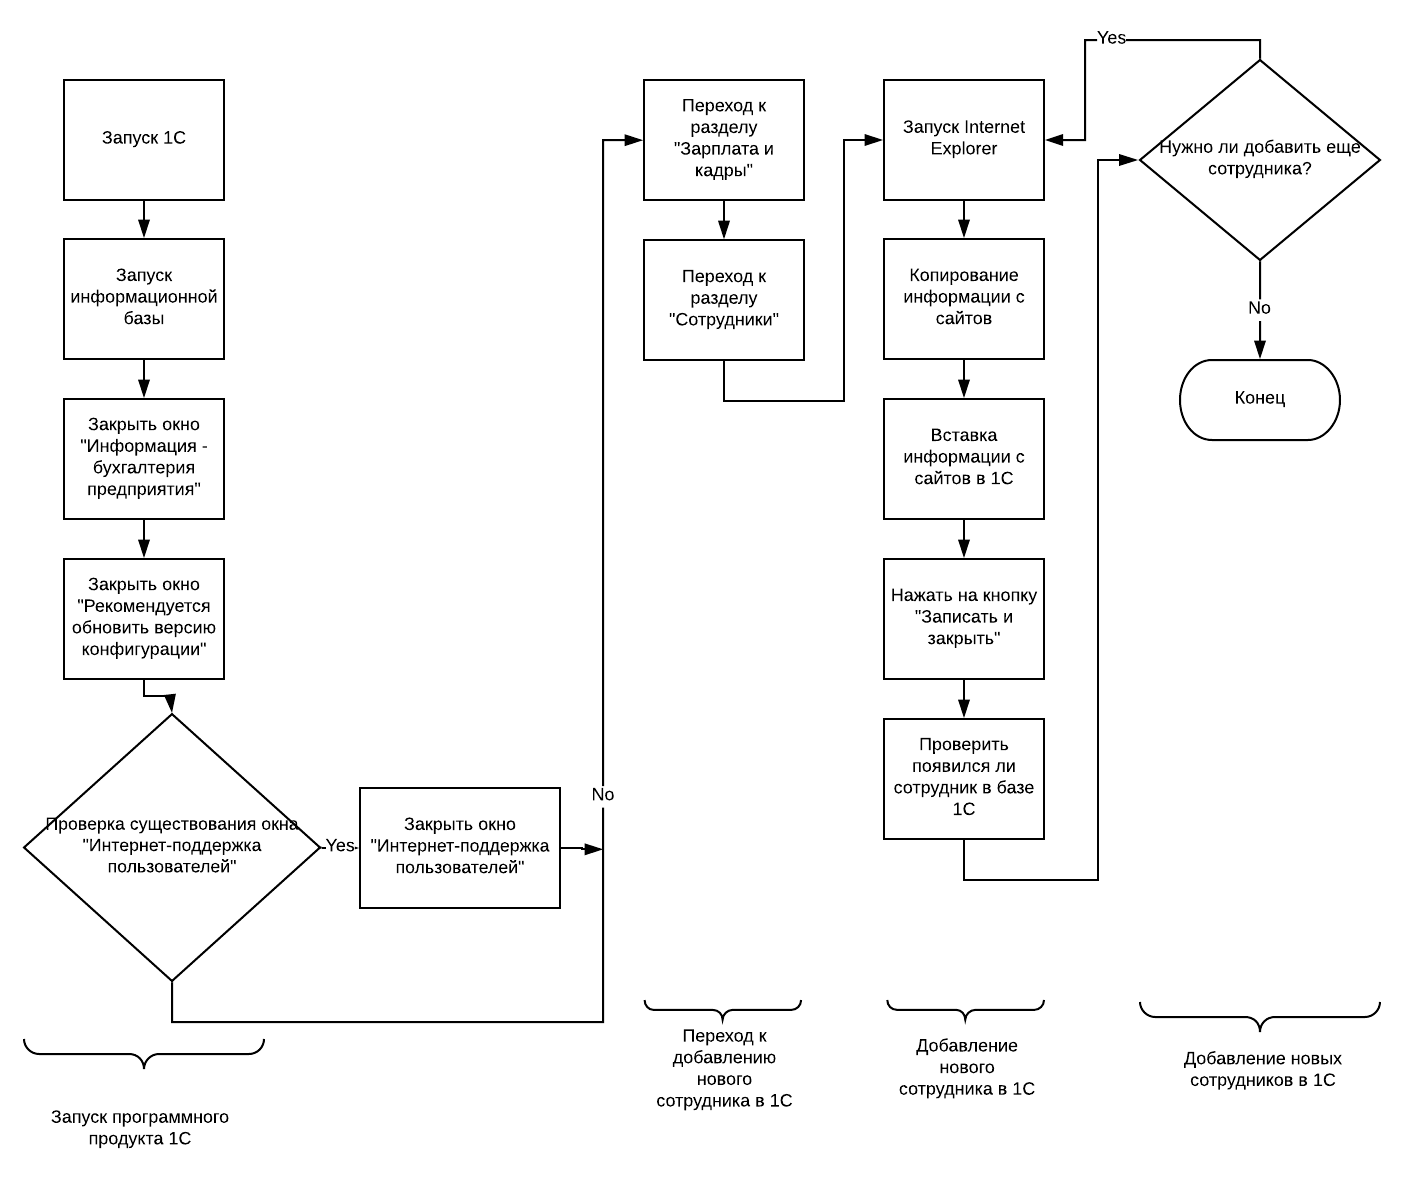 Запуск 1С
Запуск
информационной
базы
Закрыть окно
"Информация -
бухгалтерия
предприятия"
Закрыть окно
"Рекомендуется
обновить версию
конфигурации"
Проверка существования окна
"Интернет-поддержка
пользователей"
Yes
Закрыть окно
"Интернет-поддержка
пользователей"
No
Запуск программного
продукта 1С
Переход к
разделу
"Зарплата и
кадры"
Переход к
разделу
"Сотрудники"
Переход к
добавлению
нового
сотрудника в 1С
Запуск Internet
Explorer
Копирование
информации с
сайтов
Вставка
информации с
сайтов в 1С
Нажать на кнопку
"Записать и
закрыть"
Проверить
появился ли
сотрудник в базе
1С
Добавление
нового
сотрудника в 1С
Yes
Нужно ли добавить еще
сотрудника?
No
Конец
Добавление новых
сотрудников в 1С